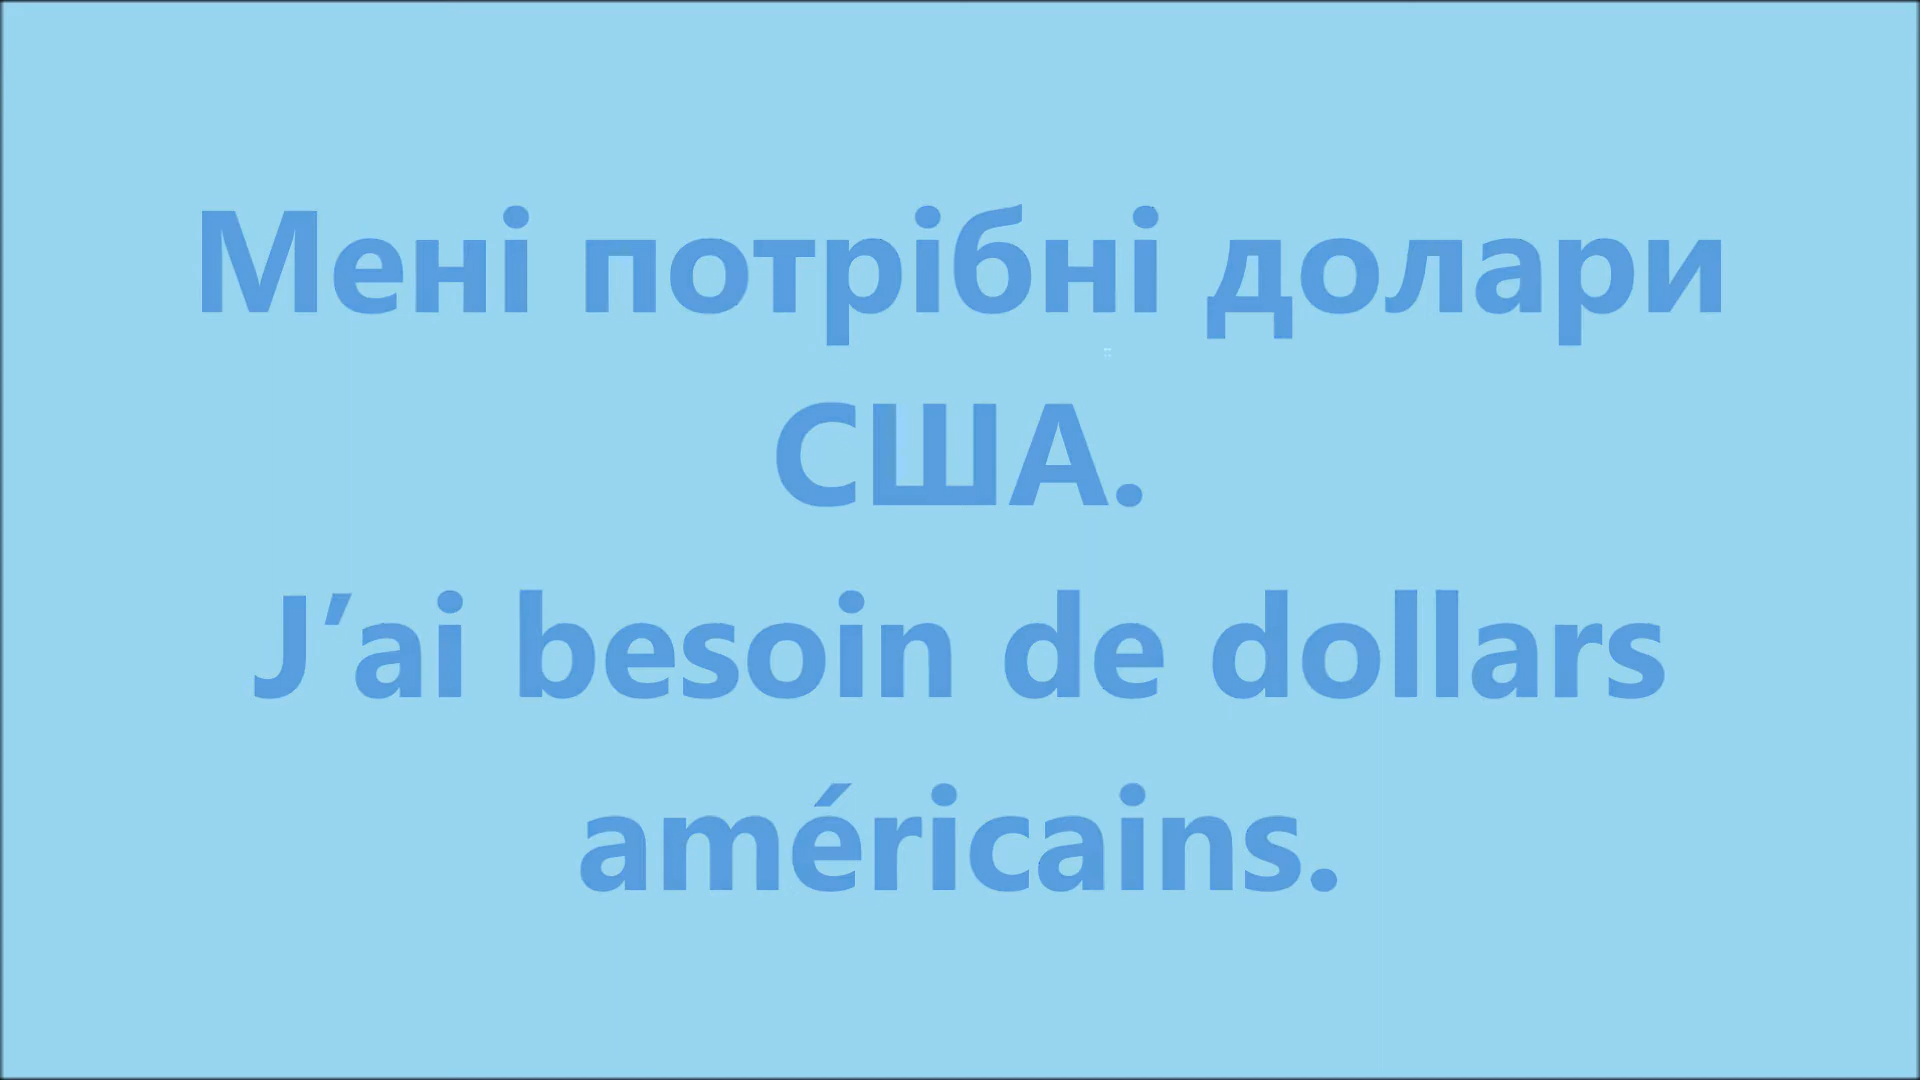 Мені потрібні долари
США.
J’ai besoin de dollars
américains.